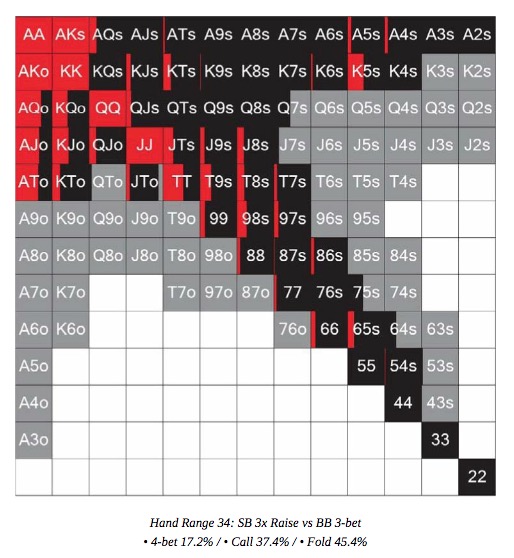 AA AKs AQs AJs ATs A9s A8s A7s A6s A5s A4s A3s A2s
AKo KK KQs KJs KTs K9s K8s K7s K6s K5s K4s K3s K2s
AQo KQo QQ QJs QTs Q9s Q8s Q7s Q6s Q5s Q4s Q3s Q2s
AJo KJo QJo JJ JTs J9s J8s J7s J6s J5s J4s J3s J2s
ATo KTo QTo JTo TT T9s T8s T7s T6s T5s T4s
A9o K9o Q9o J9o T9o 99 98s 97s 96s 95s
A8o K8o Q8o J8o T8o 98o 88 87s 86s 85s 84s
A7o K7o T7o 97o 87o 77 76s 75s 74s
A6o K6o 76o 66 65s 64s 63s
A5o 55 54s 53s
A4o 44 43s
A3o 33
22
Hand Range 34: SB 3x Raise vs BB 3-bet
• 4-bet 17.2% / • Call 37.4% / • Fold 45.4%